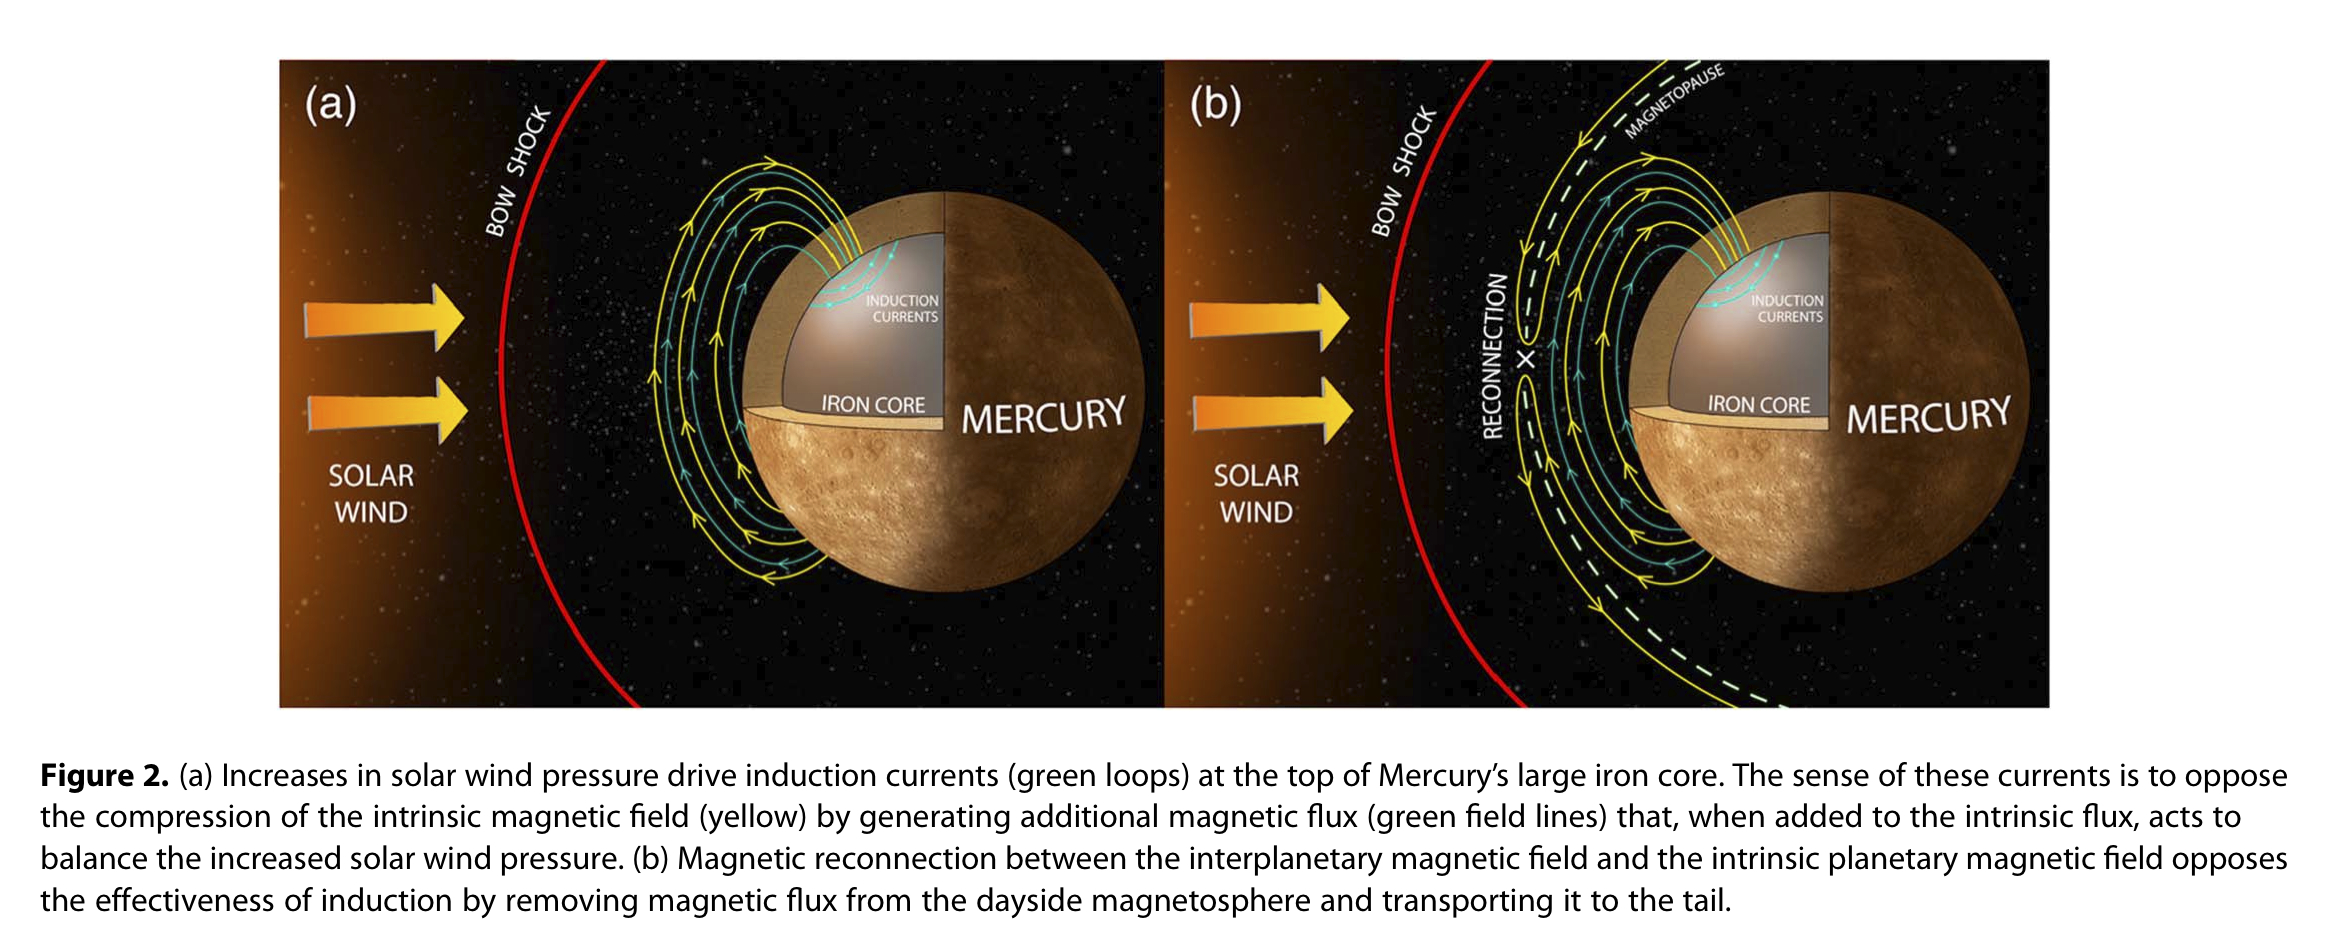 (a)
BOW SHOCK
INDUCTION
CURRENTS
IRON CORE
MERCURY
SOLAR
WIND
(b)
MAGNETOPAUSE
BOW SHOCK
RECONNECTION
INDUCTION
CURRENTS
IRON CORE
MERCURY
SOLAR
WIND
Figure 2. (a) Increases in solar wind pressure drive induction currents (green loops) at the top of Mercury’s large iron core. The sense of these currents is to oppose
the compression of the intrinsic magnetic field (yellow) by generating additional magnetic flux (green field lines) that, when added to the intrinsic flux, acts to
balance the increased solar wind pressure. (b) Magnetic reconnection between the interplanetary magnetic field and the intrinsic planetary magnetic field opposes
the effectiveness of induction by removing magnetic flux from the dayside magnetosphere and transporting it to the tail.